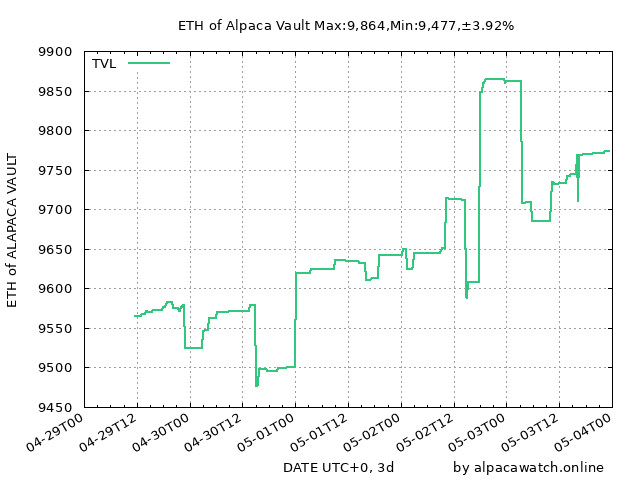 ETH of Alpaca Vault Max:9,864,Min:9,477,±3.92%
TVL
9900
9850
9800
9750
9700
9650
9600
9550
9500
9450
ETH of ALAPACA VAULT
04-29T00
04-29T12
04-30T00
04-30T12
05-01T00
05-01T12
05-02T00
05-02T12
05-03T00
05-03T12
05-04T00
DATE UTC+0, 3d
by alpacawatch.online